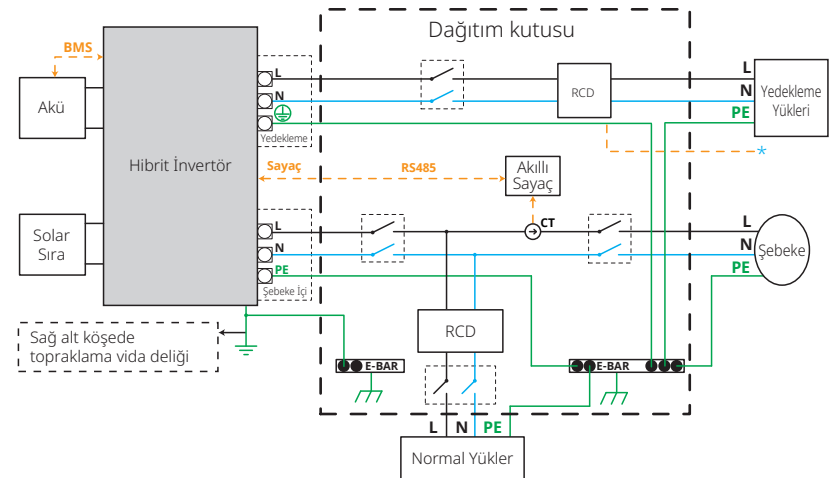 Dağıtım kutusu
BMS
Akü
Hibrit İnvertör
Solar
Sıra
L
N
Yedekleme
RCD
L
N
PE
Yedekleme
Yükleri
*
Sayaç
RS485
Akıllı
Sayaç
CT
L
N
PE
Şebeke İçi
L
N
PE
Şebeke
Sağ alt köşede
topraklama vida deliği
E-BAR
RCD
E-BAR
L N PE
Normal Yükler